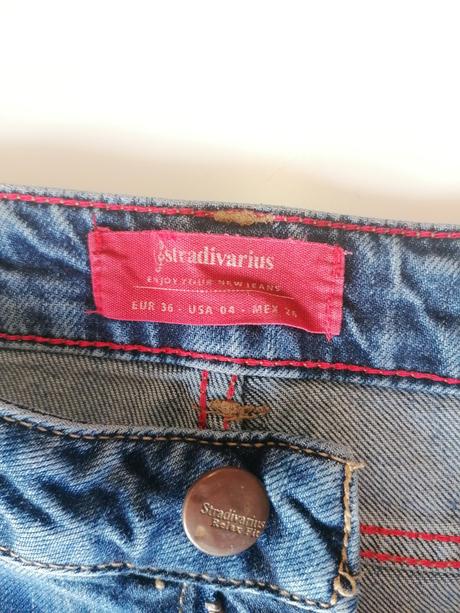 stradivarius
ENJOY YOUR NEW JEANS
EUR 36 - USA 04 - MEX 26
Stradivarius
Relax Fit